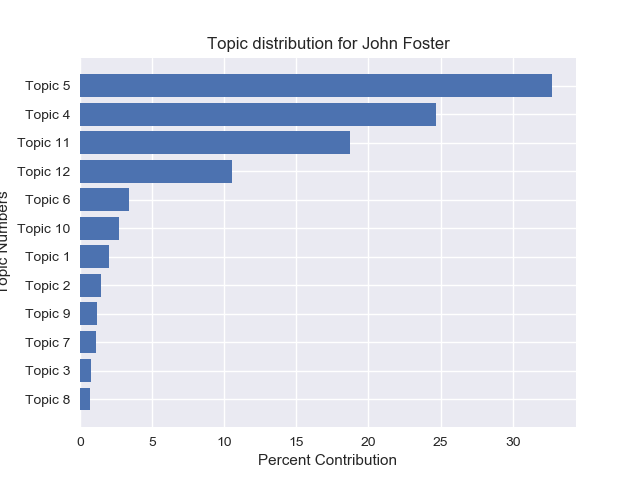 Topic distribution for John Foster
Topic 5
Topic 4
Topic 11
Topic 12
Topic 6
Topic 10
Topic 1
Topic 2
Topic 9
Topic 7
Topic 3
Topic 8
Topic Numbers
0 5 10 15 20 25 30
Percent Contribution